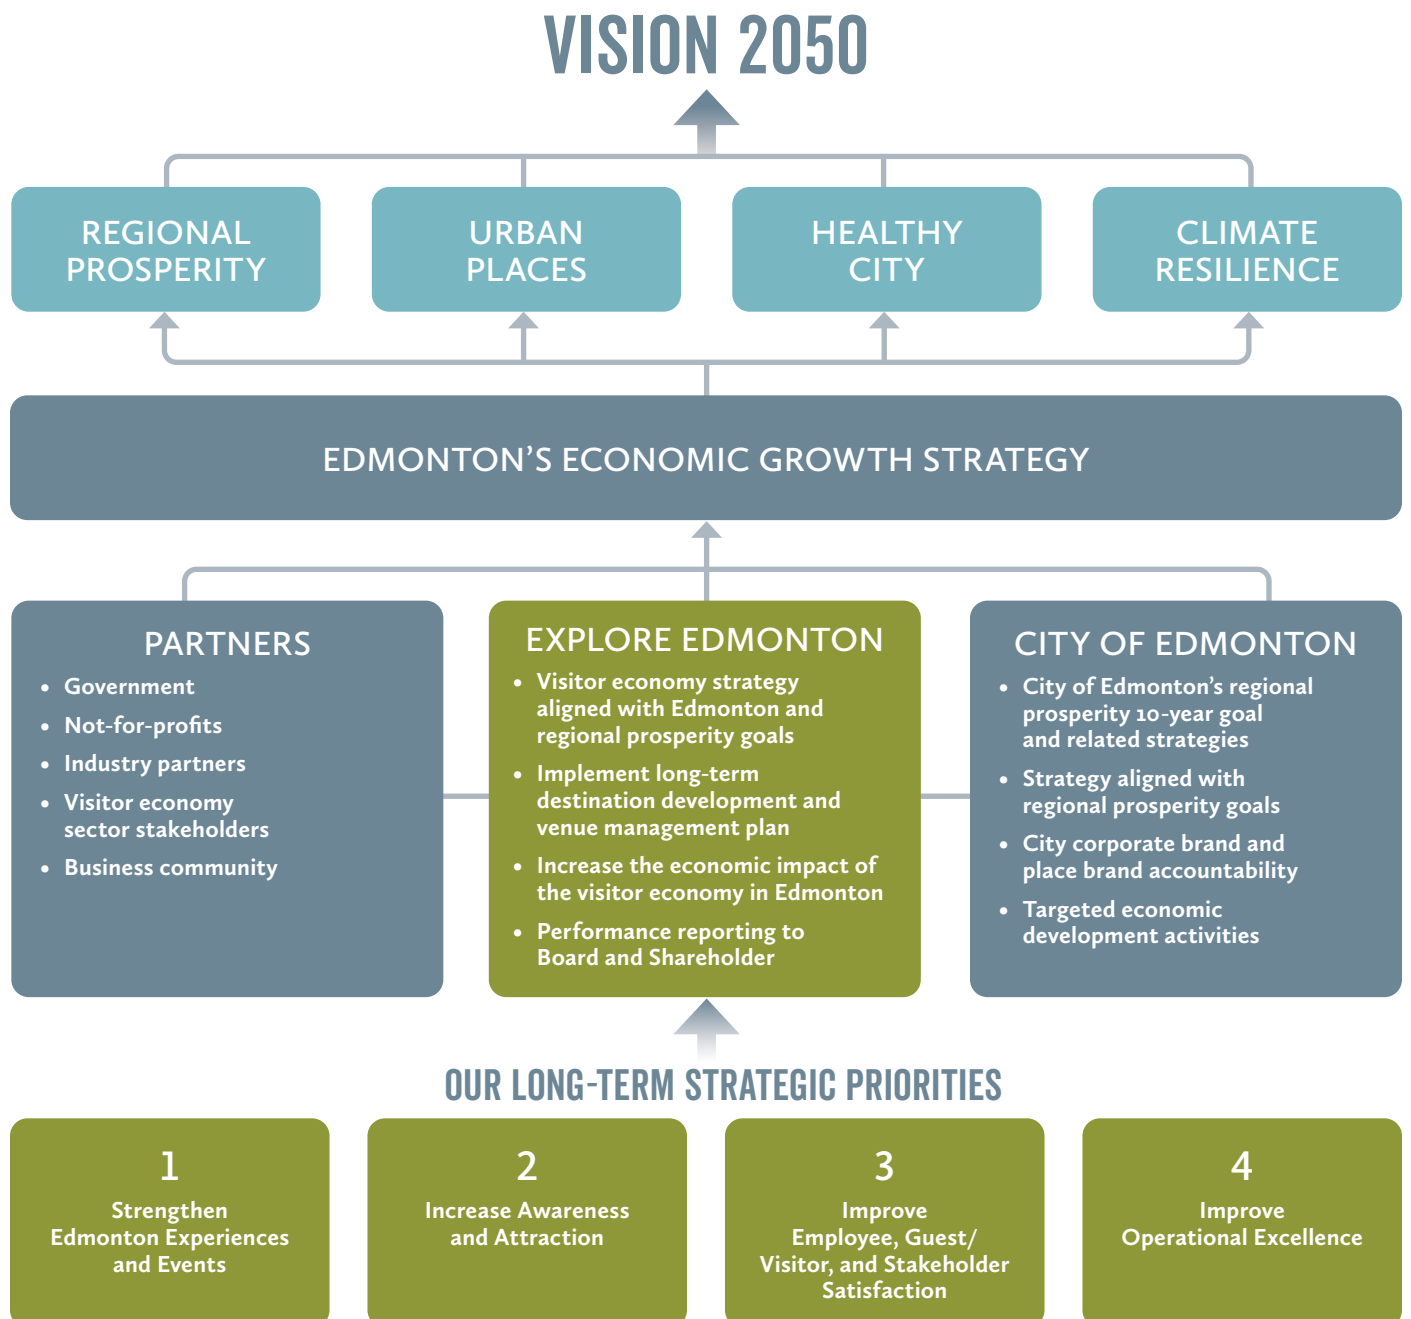 VISION 2050
REGIONAL
PROSPERITY
URBAN
PLACES
HEALTHY
CITY
CLIMATE
RESILIENCE
EDMONTON’S ECONOMIC GROWTH STRATEGY
PARTNERS
• Government
• Not-for-profits
• Industry partners
• Visitor economy
sector stakeholders
• Business community
EXPLORE EDMONTON
• Visitor economy strategy
aligned with Edmonton and
regional prosperity goals
• Implement long-term
destination development and
venue management plan
• Increase the economic impact of
the visitor economy in Edmonton
• Performance reporting to
Board and Shareholder
CITY OF EDMONTON
• City of Edmonton’s regional
prosperity 10-year goal
and related strategies
• Strategy aligned with
regional prosperity goals
• City corporate brand and
place brand accountability
• Targeted economic
development activities
OUR LONG-TERM STRATEGIC PRIORITIES
1
Strengthen
Edmonton Experiences
and Events
2
Increase Awareness
and Attraction
3
Improve
Employee, Guest/
Visitor, and Stakeholder
Satisfaction
4
Improve
Operational Excellence